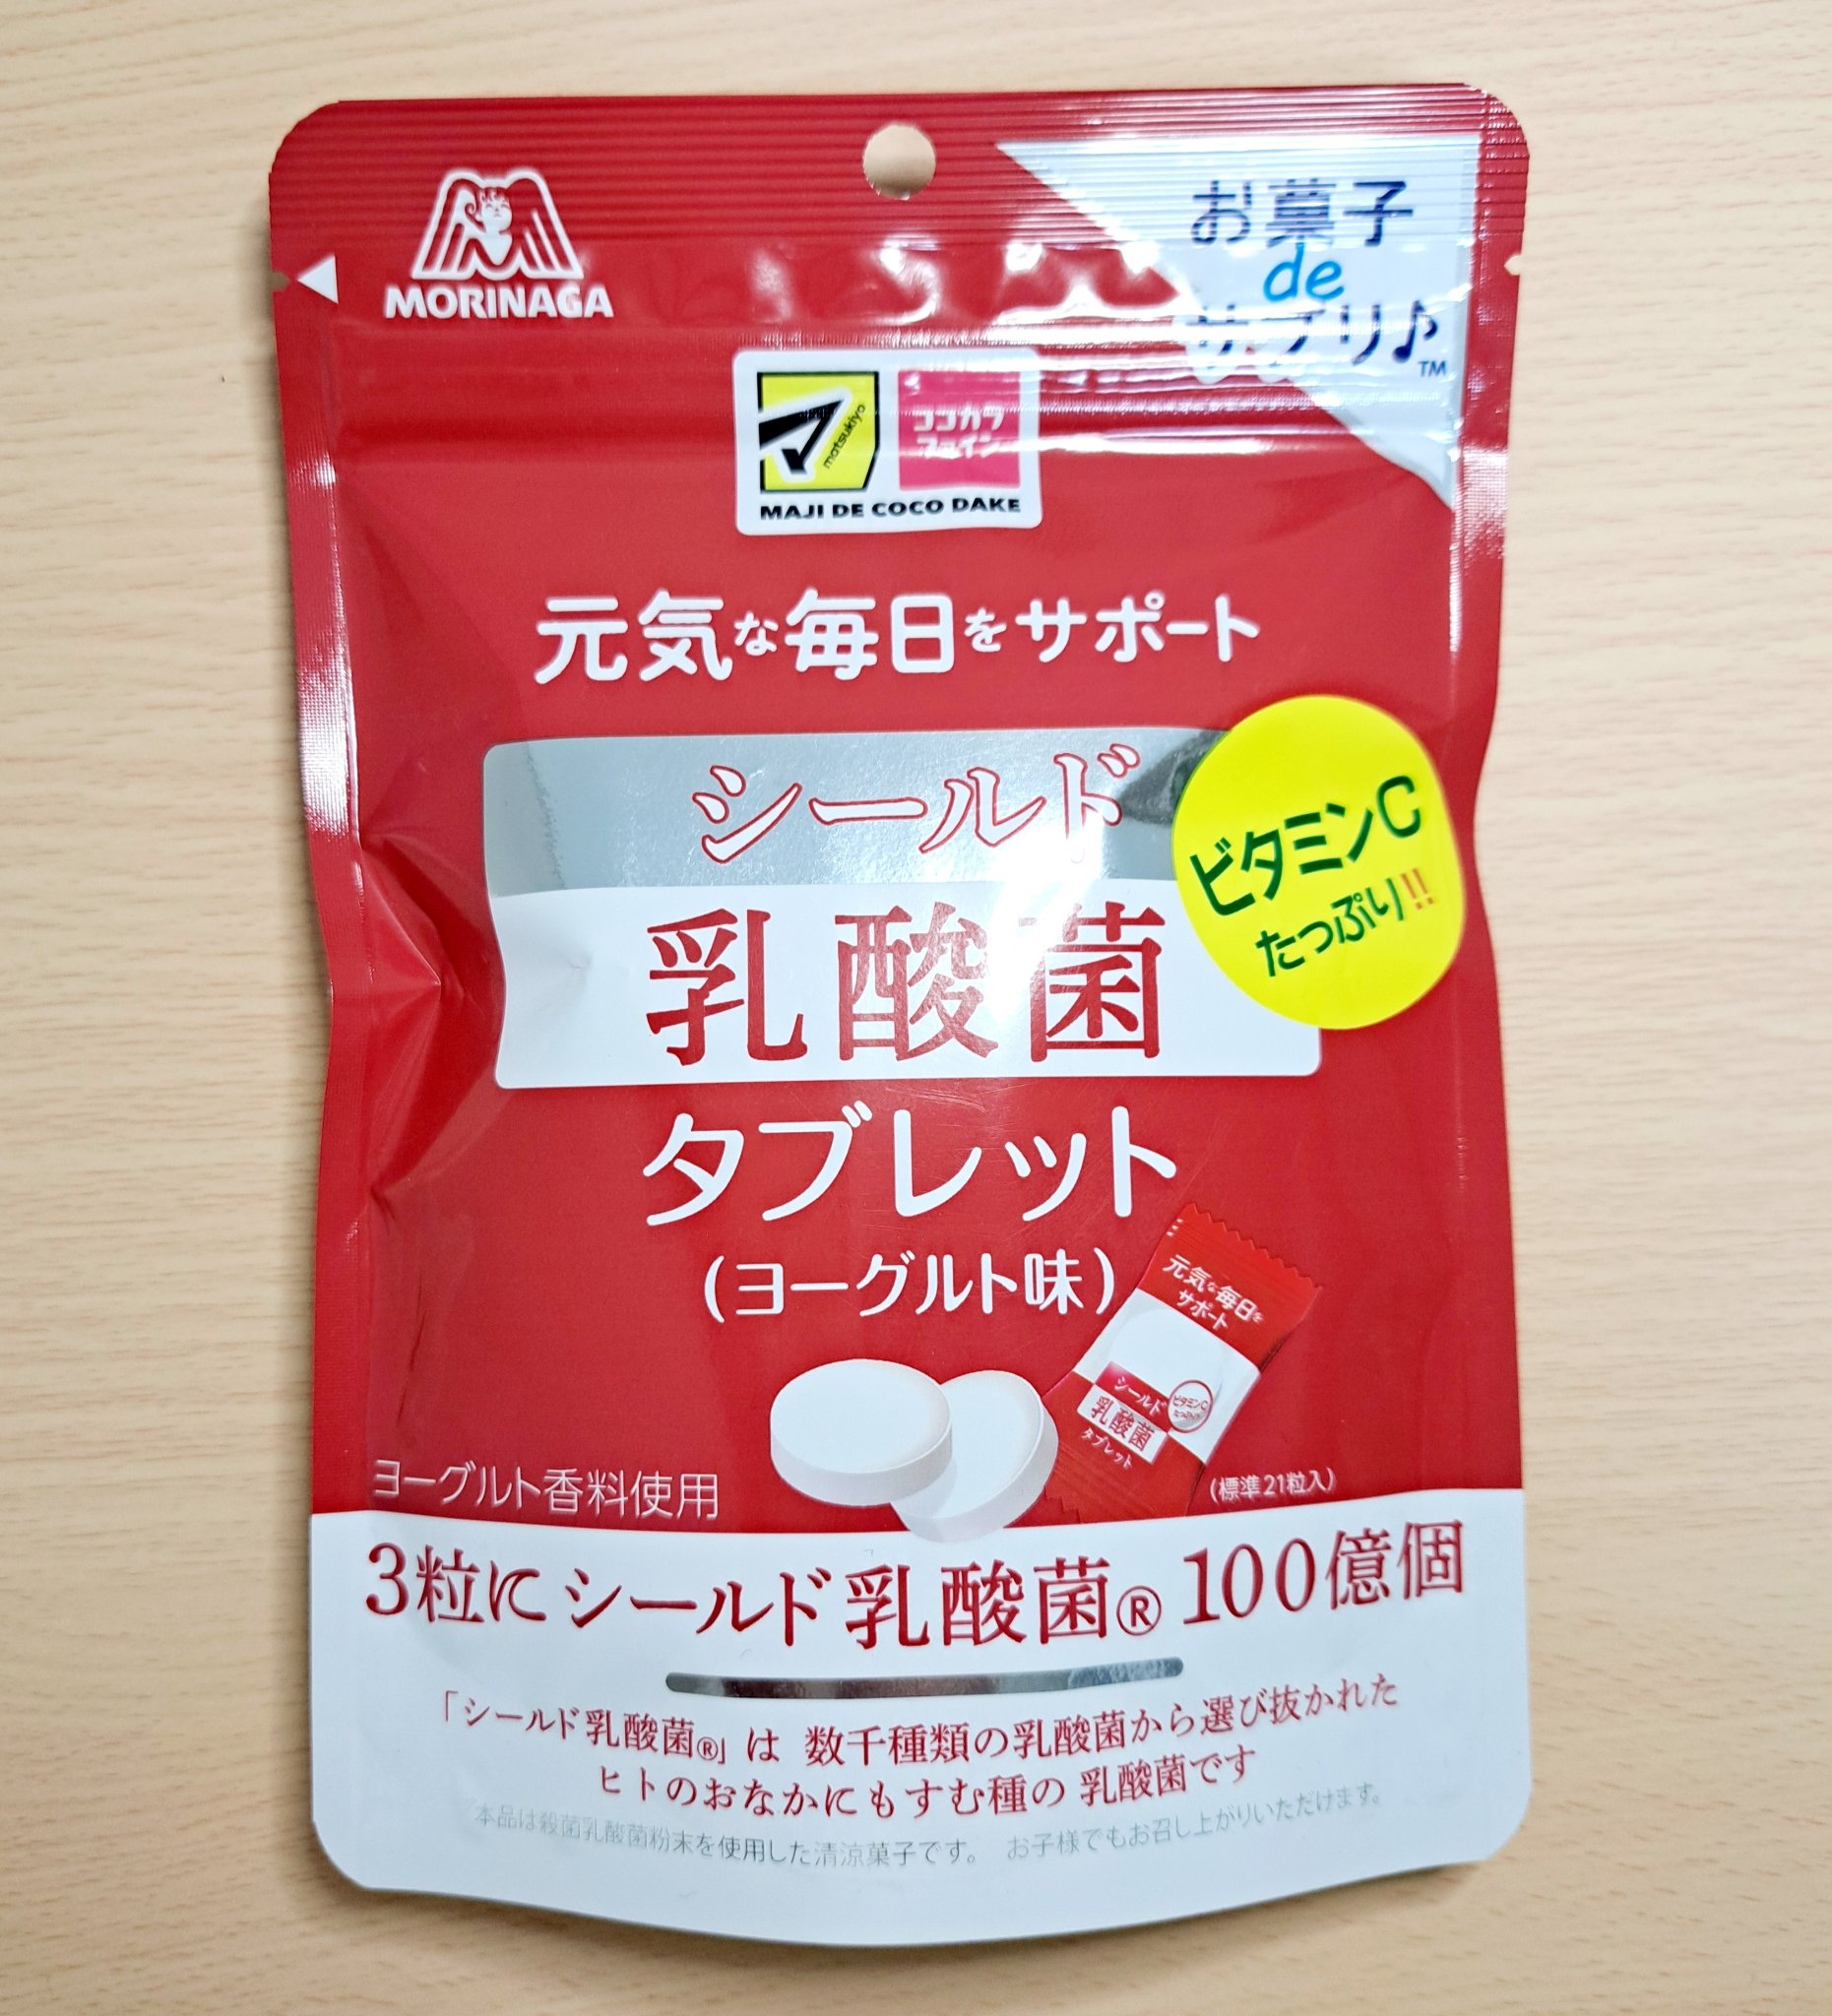 MORINAGA
お菓子
de
サプリ♪™
matsukiyo
ココカラ
ファイン
MAJI DE COCO DAKE
元気な毎日をサポート
シールド
乳酸菌
タブレット
(ヨーグルト味)
ビタミンC
たっぷり!!
元気な毎日を
サポート
シールド
乳酸菌
タブレット
ビタミンC
たっぷり!!
ヨーグルト香料使用
(標準21粒入)
3粒にシールド乳酸菌® 100億個
「シールド乳酸菌®」は 数千種類の乳酸菌から選び抜かれた
ヒトのおなかにもすむ種の 乳酸菌です
本品は殺菌乳酸菌粉末を使用した清涼菓子です。 お子様でもお召し上がりいただけます。